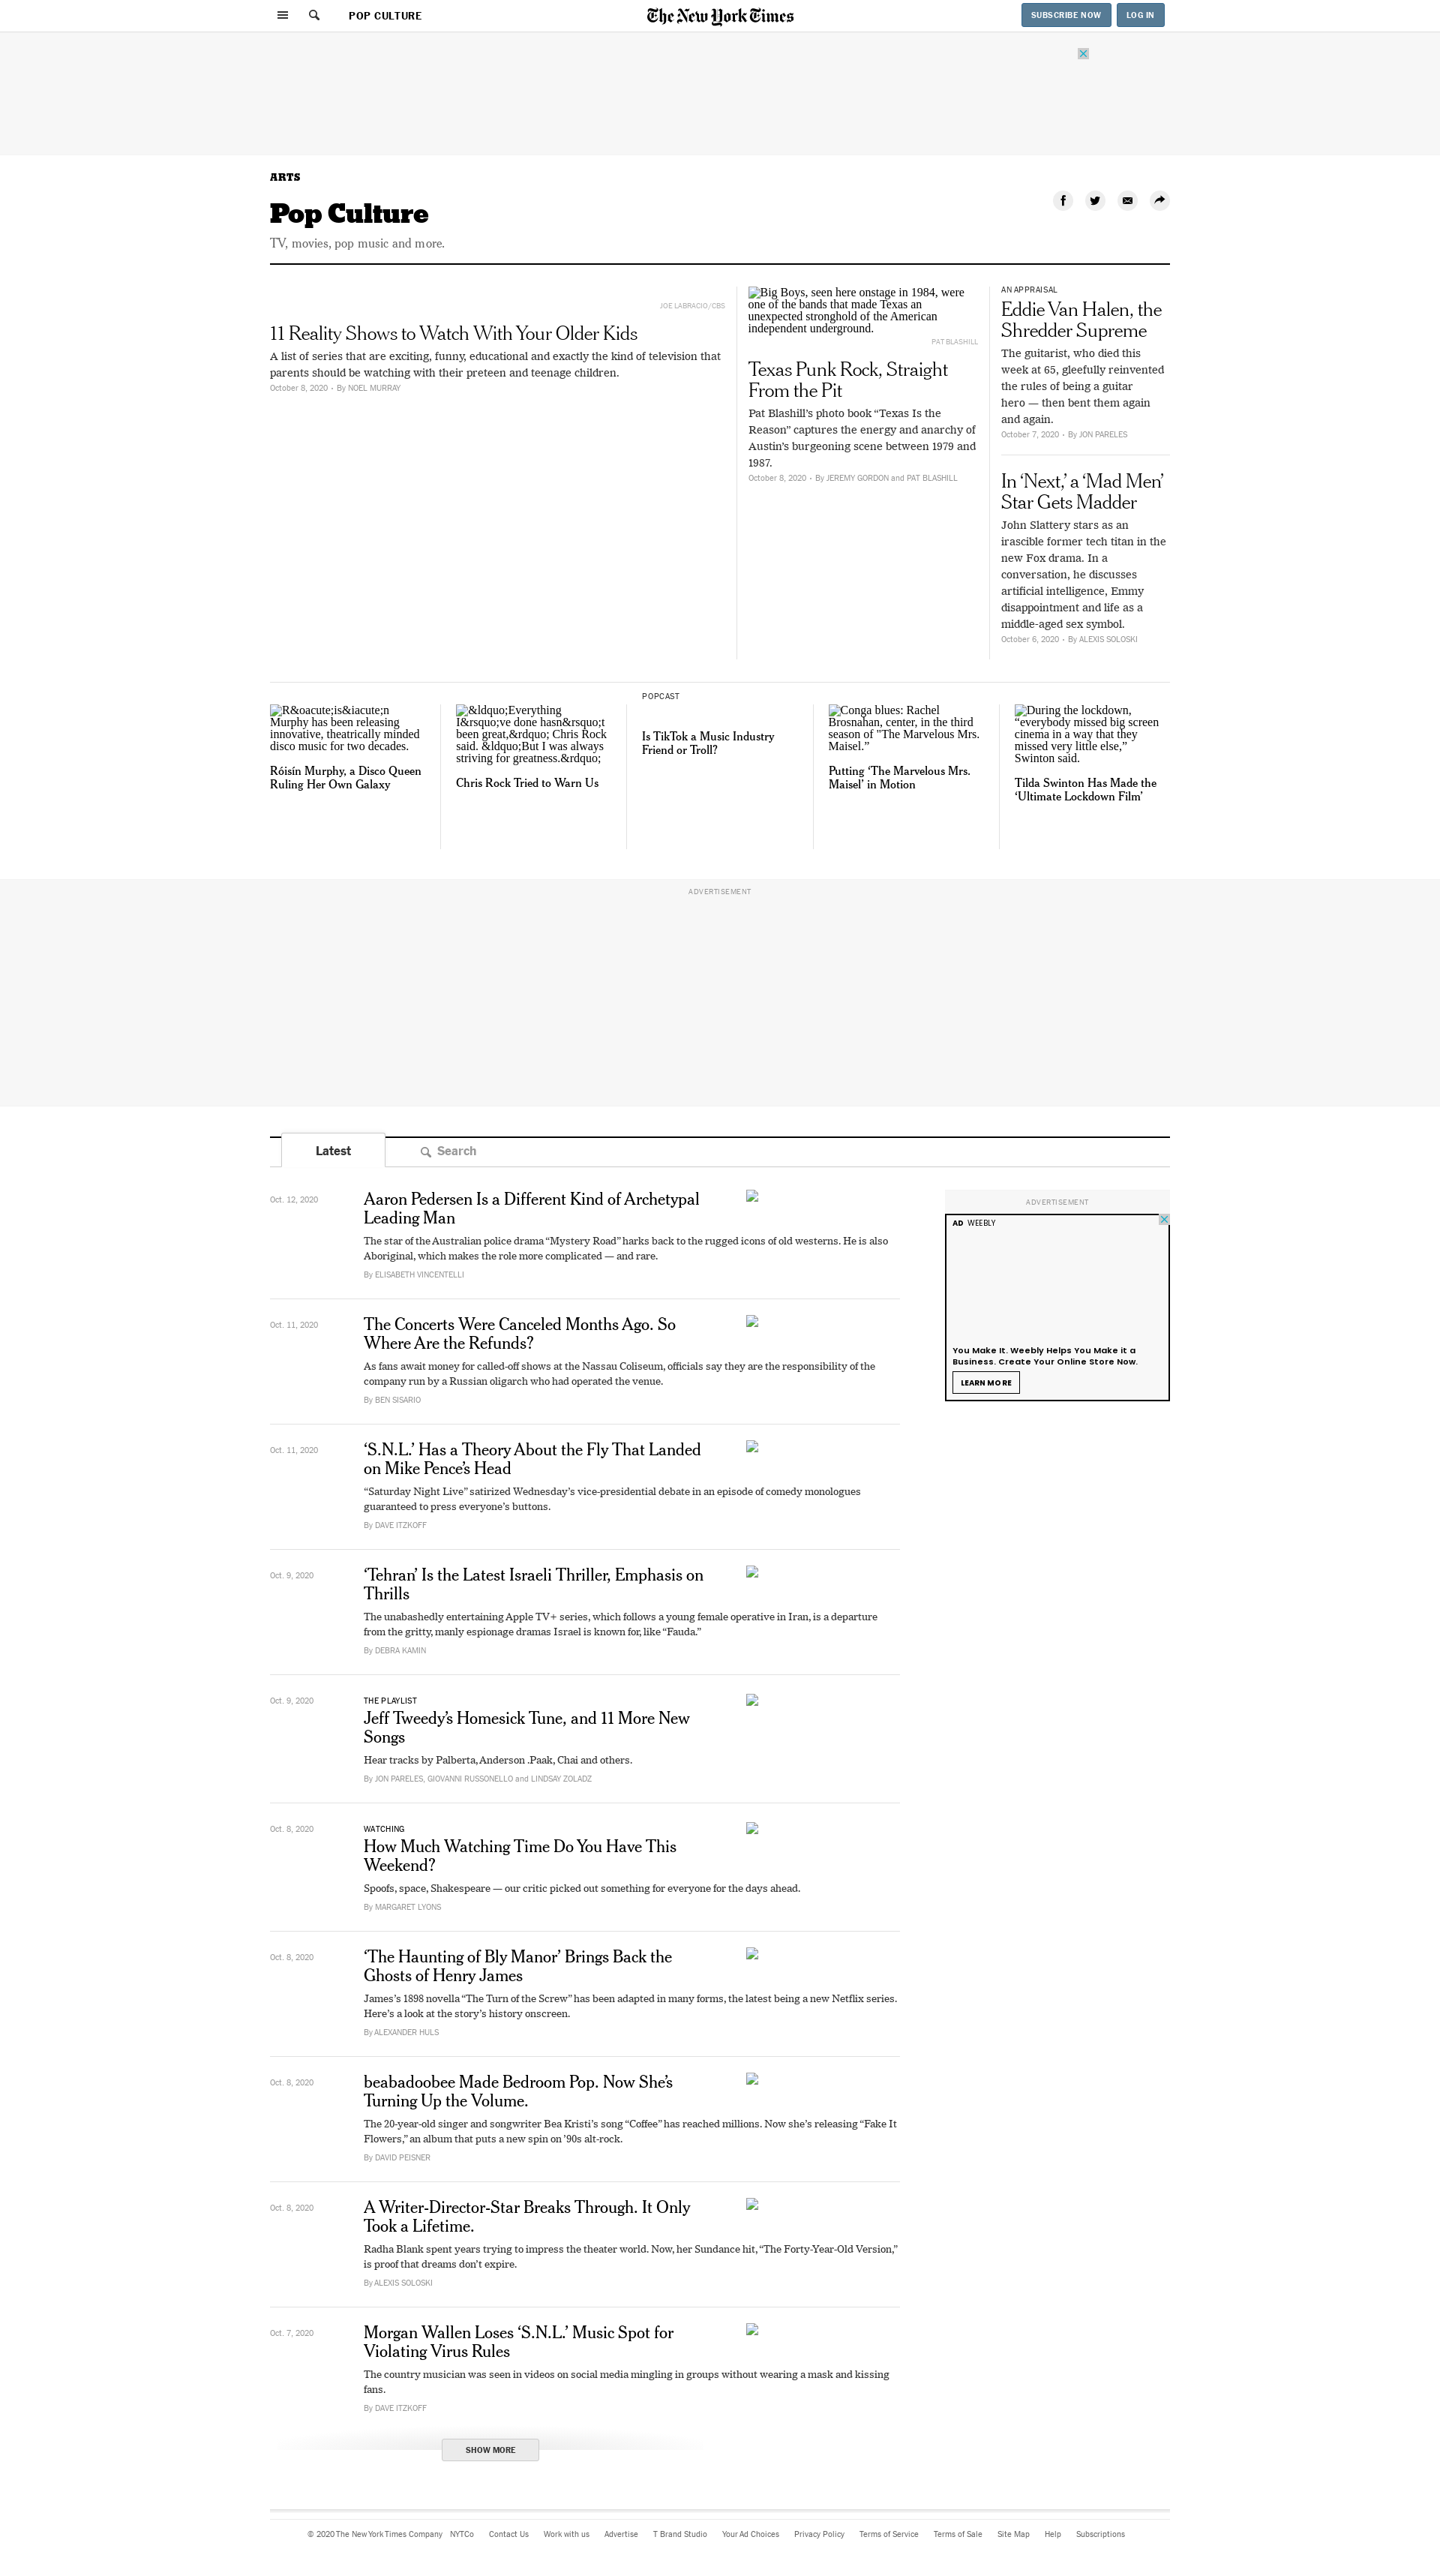 POP CULTURE
The New York Times
SUBSCRIBE NOW
LOG IN
ARTS
Pop Culture
TV, movies, pop music and more.
JOE LABRACIO/CBS
11 Reality Shows to Watch With Your Older Kids
A list of series that are exciting, funny, educational and exactly the kind of television that
parents should be watching with their preteen and teenage children.
October 8, 2020 · By NOEL MURRAY
Big Boys, seen here onstage in 1984, were
one of the bands that made Texas an
unexpected stronghold of the American
independent underground.
PAT BLASHILL
Texas Punk Rock, Straight
From the Pit
Pat Blashill’s photo book “Texas Is the
Reason” captures the energy and anarchy of
Austin’s burgeoning scene between 1979 and
1987.
October 8, 2020 · By JEREMY GORDON and PAT BLASHILL
AN APPRAISAL
Eddie Van Halen, the
Shredder Supreme
The guitarist, who died this
week at 65, gleefully reinvented
the rules of being a guitar
hero — then bent them again
and again.
October 7, 2020 · By JON PARELES
In ‘Next,’ a ‘Mad Men’
Star Gets Madder
John Slattery stars as an
irascible former tech titan in the
new Fox drama. In a
conversation, he discusses
artificial intelligence, Emmy
disappointment and life as a
middle-aged sex symbol.
October 6, 2020 · By ALEXIS SOLOSKI
R&oacute;is&iacute;n
Murphy has been releasing
innovative, theatrically minded
disco music for two decades.
Róisín Murphy, a Disco Queen
Ruling Her Own Galaxy
&ldquo;Everything
I&rsquo;ve done hasn&rsquo;t
been great,&rdquo; Chris Rock
said. &ldquo;But I was always
striving for greatness.&rdquo;
Chris Rock Tried to Warn Us
POPCAST
Is TikTok a Music Industry
Friend or Troll?
Conga blues: Rachel
Brosnahan, center, in the third
season of "The Marvelous Mrs.
Maisel.”
Putting ‘The Marvelous Mrs.
Maisel’ in Motion
During the lockdown,
“everybody missed big screen
cinema in a way that they
missed very little else,”
Swinton said.
Tilda Swinton Has Made the
‘Ultimate Lockdown Film’
ADVERTISEMENT
Latest
Search
Oct. 12, 2020
Aaron Pedersen Is a Different Kind of Archetypal
Leading Man
The star of the Australian police drama “Mystery Road” harks back to the rugged icons of old westerns. He is also
Aboriginal, which makes the role more complicated — and rare.
By ELISABETH VINCENTELLI
ADVERTISEMENT
AD WEEBLY
You Make It. Weebly Helps You Make it a
Business. Create Your Online Store Now.
LEARN MORE
Oct. 11, 2020
The Concerts Were Canceled Months Ago. So
Where Are the Refunds?
As fans await money for called-off shows at the Nassau Coliseum, officials say they are the responsibility of the
company run by a Russian oligarch who had operated the venue.
By BEN SISARIO
Oct. 11, 2020
‘S.N.L.’ Has a Theory About the Fly That Landed
on Mike Pence’s Head
“Saturday Night Live” satirized Wednesday’s vice-presidential debate in an episode of comedy monologues
guaranteed to press everyone’s buttons.
By DAVE ITZKOFF
Oct. 9, 2020
‘Tehran’ Is the Latest Israeli Thriller, Emphasis on
Thrills
The unabashedly entertaining Apple TV+ series, which follows a young female operative in Iran, is a departure
from the gritty, manly espionage dramas Israel is known for, like “Fauda.”
By DEBRA KAMIN
Oct. 9, 2020
THE PLAYLIST
Jeff Tweedy’s Homesick Tune, and 11 More New
Songs
Hear tracks by Palberta, Anderson .Paak, Chai and others.
By JON PARELES, GIOVANNI RUSSONELLO and LINDSAY ZOLADZ
Oct. 8, 2020
WATCHING
How Much Watching Time Do You Have This
Weekend?
Spoofs, space, Shakespeare — our critic picked out something for everyone for the days ahead.
By MARGARET LYONS
Oct. 8, 2020
‘The Haunting of Bly Manor’ Brings Back the
Ghosts of Henry James
James’s 1898 novella “The Turn of the Screw” has been adapted in many forms, the latest being a new Netflix series.
Here’s a look at the story’s history onscreen.
By ALEXANDER HULS
Oct. 8, 2020
beabadoobee Made Bedroom Pop. Now She’s
Turning Up the Volume.
The 20-year-old singer and songwriter Bea Kristi’s song “Coffee” has reached millions. Now she’s releasing “Fake It
Flowers,” an album that puts a new spin on ’90s alt-rock.
By DAVID PEISNER
Oct. 8, 2020
A Writer-Director-Star Breaks Through. It Only
Took a Lifetime.
Radha Blank spent years trying to impress the theater world. Now, her Sundance hit, “The Forty-Year-Old Version,”
is proof that dreams don’t expire.
By ALEXIS SOLOSKI
Oct. 7, 2020
Morgan Wallen Loses ‘S.N.L.’ Music Spot for
Violating Virus Rules
The country musician was seen in videos on social media mingling in groups without wearing a mask and kissing
fans.
By DAVE ITZKOFF
SHOW MORE
© 2020 The New York Times Company NYTCo Contact Us Work with us Advertise T Brand Studio Your Ad Choices Privacy Policy Terms of Service Terms of Sale Site Map Help Subscriptions